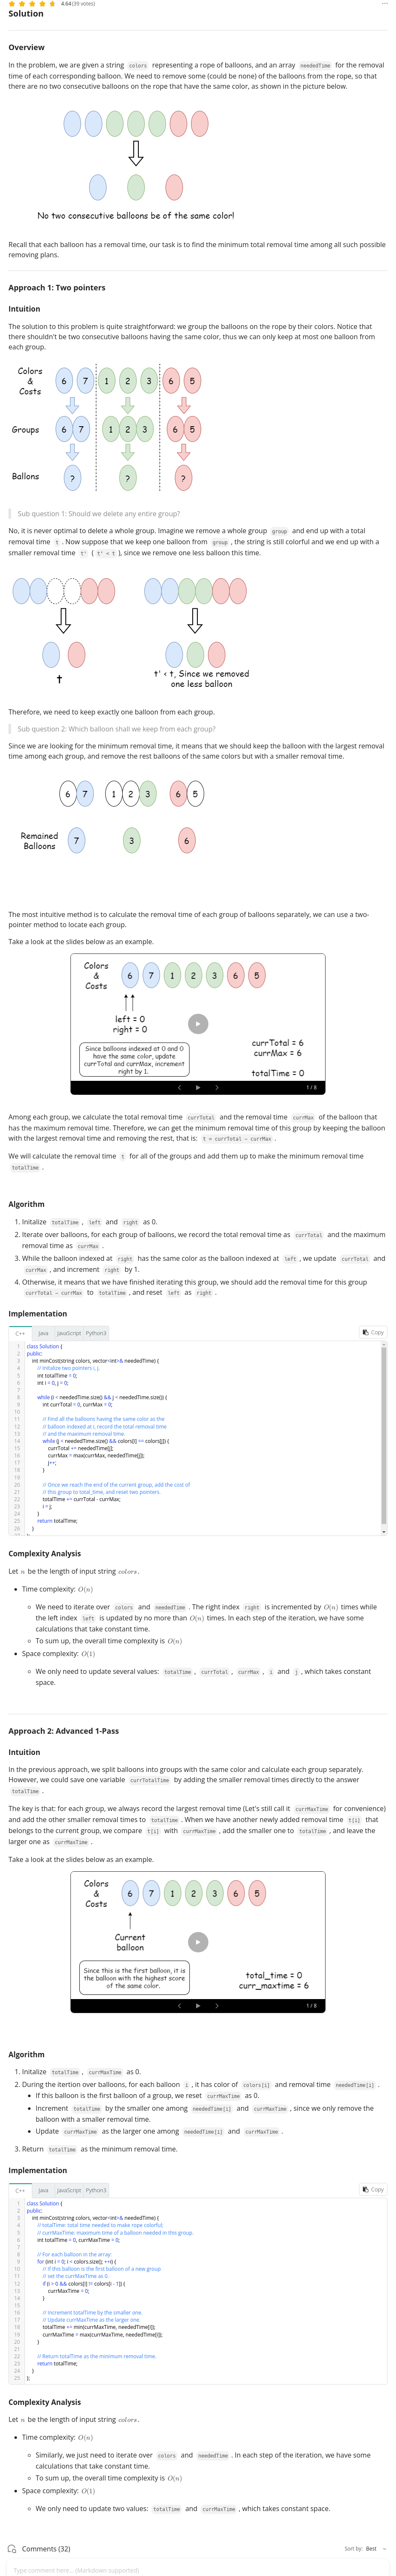 4.64 (39 votes)
Solution
Overview
In the problem, we are given a string colors representing a rope of balloons, and an array neededTime for the removal
time of each corresponding balloon. We need to remove some (could be none) of the balloons from the rope, so that
there are no two consecutive balloons on the rope that have the same color, as shown in the picture below.
No two consecutive balloons be of the same color!
Recall that each balloon has a removal time, our task is to find the minimum total removal time among all such possible
removing plans.
Approach 1: Two pointers
Intuition
The solution to this problem is quite straightforward: we group the balloons on the rope by their colors. Notice that
there shouldn't be two consecutive balloons having the same color, thus we can only keep at most one balloon from
each group.
Colors
&
Costs
6 7 1 2 3 6 5
Groups
6 7 1 2 3 6 5
Ballons
? ? ?
Sub question 1: Should we delete any entire group?
No, it is never optimal to delete a whole group. Imagine we remove a whole group group and end up with a total
removal time t . Now suppose that we keep one balloon from group , the string is still colorful and we end up with a
smaller removal time t' ( t' < t ), since we remove one less balloon this time.
t
t' < t, Since we removed
one less balloon
Therefore, we need to keep exactly one balloon from each group.
Sub question 2: Which balloon shall we keep from each group?
Since we are looking for the minimum removal time, it means that we should keep the balloon with the largest removal
time among each group, and remove the rest balloons of the same colors but with a smaller removal time.
6 7 1 2 3 6 5
Remained
Balloons
7 3 6
The most intuitive method is to calculate the removal time of each group of balloons separately, we can use a two-
pointer method to locate each group.
Take a look at the slides below as an example.
Colors
&
Costs
6 7 1 2 3 6 5
left = 0
right = 0
Since balloons indexed at 0 and 0
have the same color, update
currTotal and currMax, increment
right by 1.
currTotal = 6
currMax = 6
totalTime = 0
1 / 8
Among each group, we calculate the total removal time currTotal and the removal time currMax of the balloon that
has the maximum removal time. Therefore, we can get the minimum removal time of this group by keeping the balloon
with the largest removal time and removing the rest, that is: t = currTotal − currMax .
We will calculate the removal time t for all of the groups and add them up to make the minimum removal time
totalTime .
Algorithm
1. Initalize totalTime , left and right as 0.
2. Iterate over balloons, for each group of balloons, we record the total removal time as currTotal and the maximum
removal time as currMax .
3. While the balloon indexed at right has the same color as the balloon indexed at left , we update currTotal and
currMax , and increment right by 1.
4. Otherwise, it means that we have finished iterating this group, we should add the removal time for this group
currTotal − currMax to totalTime , and reset left as right .
Implementation
C++ Java JavaScript Python3 Copy
1 class Solution {
2 public:
3 int minCost(string colors, vector<int>& neededTime) {
4 // Initalize two pointers i, j.
5 int totalTime = 0;
6 int i = 0, j = 0;
7
8 while (i < neededTime.size() && j < neededTime.size()) {
9 int currTotal = 0, currMax = 0;
10
11 // Find all the balloons having the same color as the
12 // balloon indexed at i, record the total removal time
13 // and the maximum removal time.
14 while (j < neededTime.size() && colors[i] == colors[j]) {
15 currTotal += neededTime[j];
16 currMax = max(currMax, neededTime[j]);
17 j++;
18 }
19
20 // Once we reach the end of the current group, add the cost of
21 // this group to total_time, and reset two pointers.
22 totalTime += currTotal - currMax;
23 i = j;
24 }
25 return totalTime;
26 }
Complexity Analysis
Let n be the length of input string colors.
• Time complexity: O(n)
○ We need to iterate over colors and neededTime . The right index right is incremented by O(n) times while
the left index left is updated by no more than O(n) times. In each step of the iteration, we have some
calculations that take constant time.
○ To sum up, the overall time complexity is O(n)
• Space complexity: O(1)
○ We only need to update several values: totalTime , currTotal , currMax , i and j , which takes constant
space.
Approach 2: Advanced 1-Pass
Intuition
In the previous approach, we split balloons into groups with the same color and calculate each group separately.
However, we could save one variable currTotalTime by adding the smaller removal times directly to the answer
totalTime .
The key is that: for each group, we always record the largest removal time (Let's still call it currMaxTime for convenience)
and add the other smaller removal times to totalTime . When we have another newly added removal time t[i] that
belongs to the current group, we compare t[i] with currMaxTime , add the smaller one to totalTime , and leave the
larger one as currMaxTime .
Take a look at the slides below as an example.
Colors
&
Costs
6 7 1 2 3 6 5
Current
balloon
Since this is the first balloon, it is
the balloon with the highest score
of the same color.
total_time = 0
curr_maxtime = 6
1 / 8
Algorithm
1. Initalize totalTime , currMaxTime as 0.
2. During the itertion over balloons, for each balloon i , it has color of colors[i] and removal time neededTime[i] .
• If this balloon is the first balloon of a group, we reset currMaxTime as 0.
• Increment totalTime by the smaller one among neededTime[i] and currMaxTime , since we only remove the
balloon with a smaller removal time.
• Update currMaxTime as the larger one among neededTime[i] and currMaxTime .
3. Return totalTime as the minimum removal time.
Implementation
C++ Java JavaScript Python3 Copy
1 class Solution {
2 public:
3 int minCost(string colors, vector<int>& neededTime) {
4 // totalTime: total time needed to make rope colorful;
5 // currMaxTime: maximum time of a balloon needed in this group.
6 int totalTime = 0, currMaxTime = 0;
7
8 // For each balloon in the array:
9 for (int i = 0; i < colors.size(); ++i) {
10 // If this balloon is the first balloon of a new group
11 // set the currMaxTime as 0.
12 if (i > 0 && colors[i] != colors[i - 1]) {
13 currMaxTime = 0;
14 }
15
16 // Increment totalTime by the smaller one.
17 // Update currMaxTime as the larger one.
18 totalTime += min(currMaxTime, neededTime[i]);
19 currMaxTime = max(currMaxTime, neededTime[i]);
20 }
21
22 // Return totalTime as the minimum removal time.
23 return totalTime;
24 }
25 };
Complexity Analysis
Let n be the length of input string colors.
• Time complexity: O(n)
○ Similarly, we just need to iterate over colors and neededTime . In each step of the iteration, we have some
calculations that take constant time.
○ To sum up, the overall time complexity is O(n)
• Space complexity: O(1)
○ We only need to update two values: totalTime and currMaxTime , which takes constant space.
Comments (32) Sort by: Best
Type comment here... (Markdown supported)